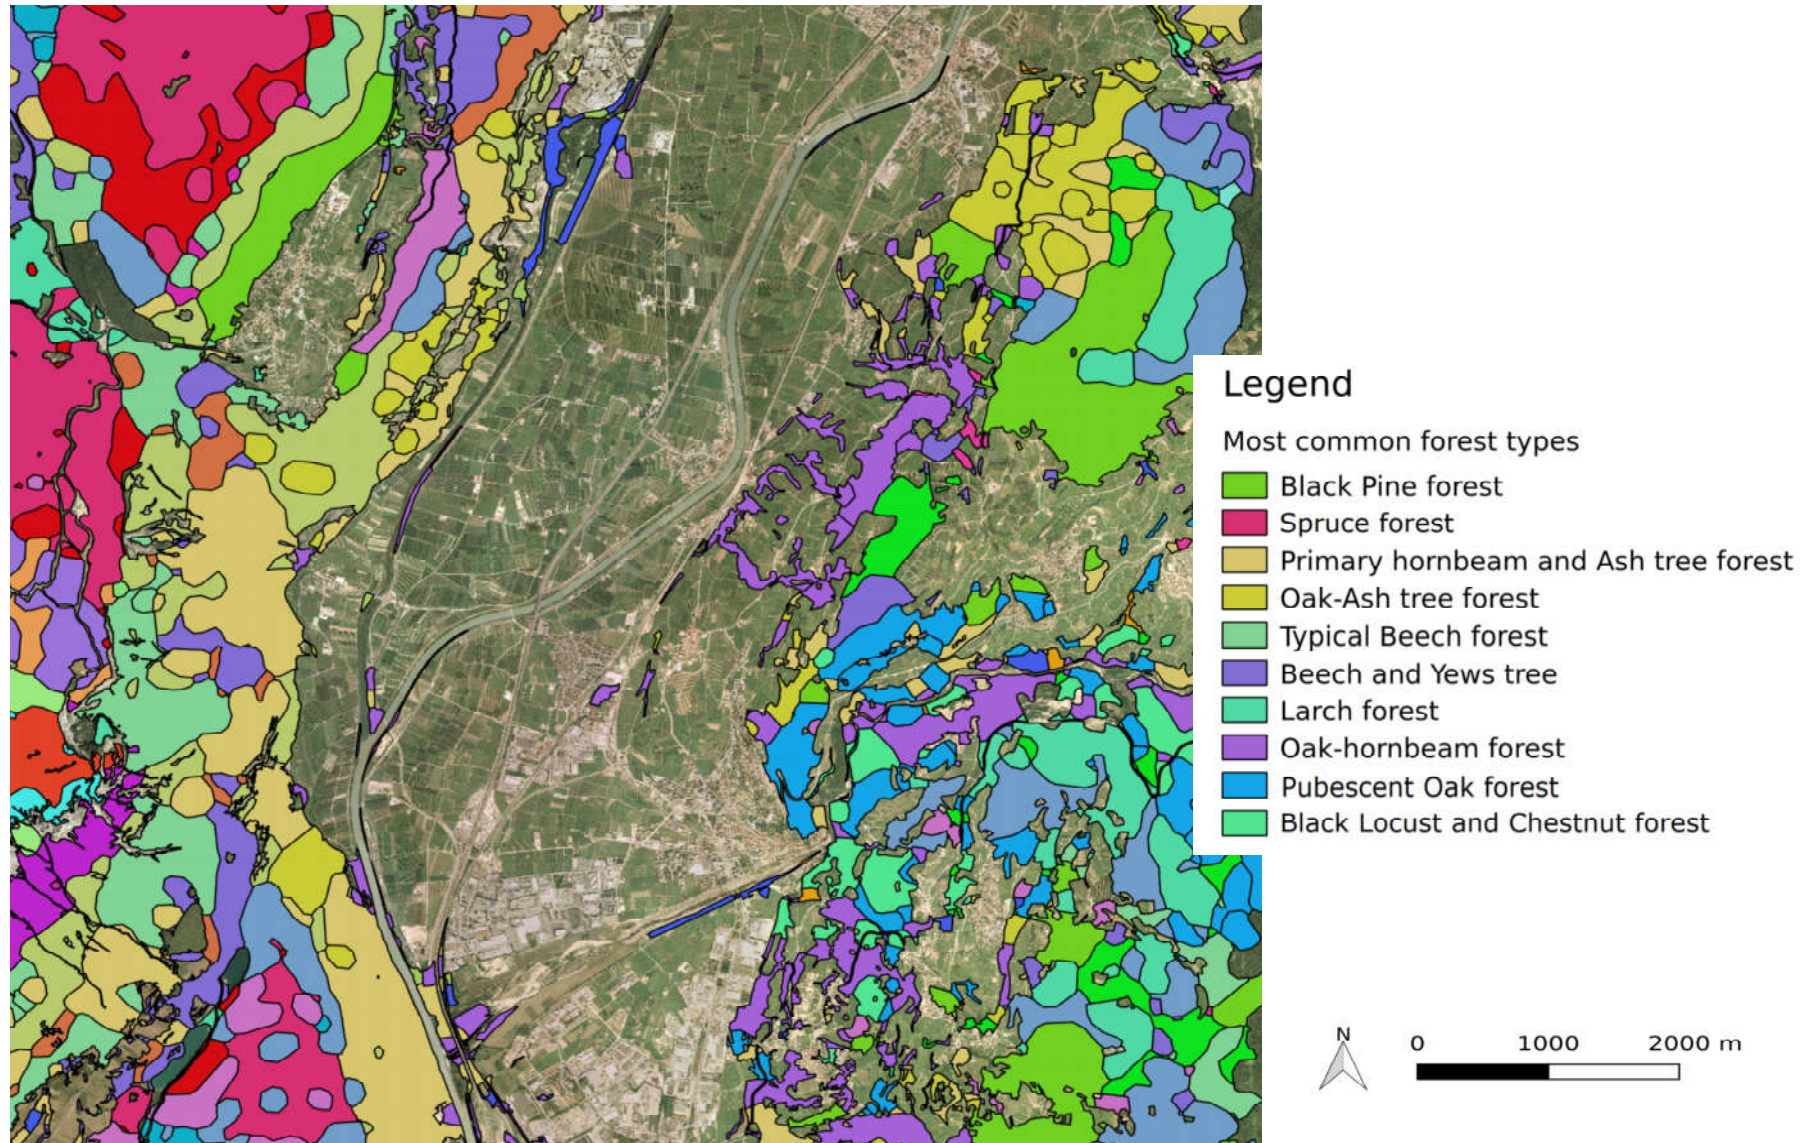 Legend
Most common forest types
Black Pine forest
Spruce forest
Primary hornbeam and Ash tree forest
Oak-Ash tree forest
Typical Beech forest
Beech and Yews tree
Larch forest
Oak-hornbeam forest
Pubescent Oak forest
Black Locust and Chestnut forest
N
0 1000 2000 m